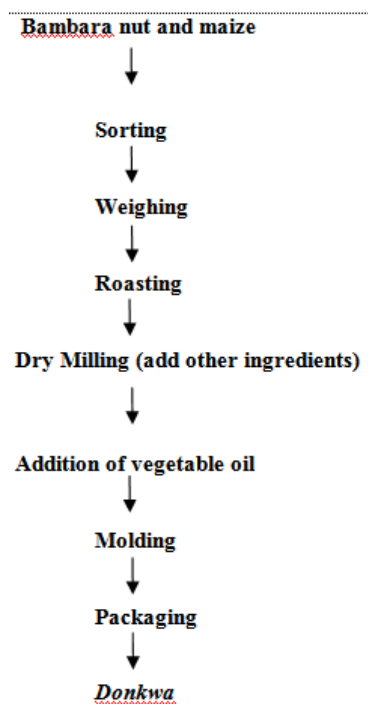 Bambara nut and maize
Sorting
Weighing
Roasting
Dry Milling (add other ingredients)
Addition of vegetable oil
Molding
Packaging
Donkwa